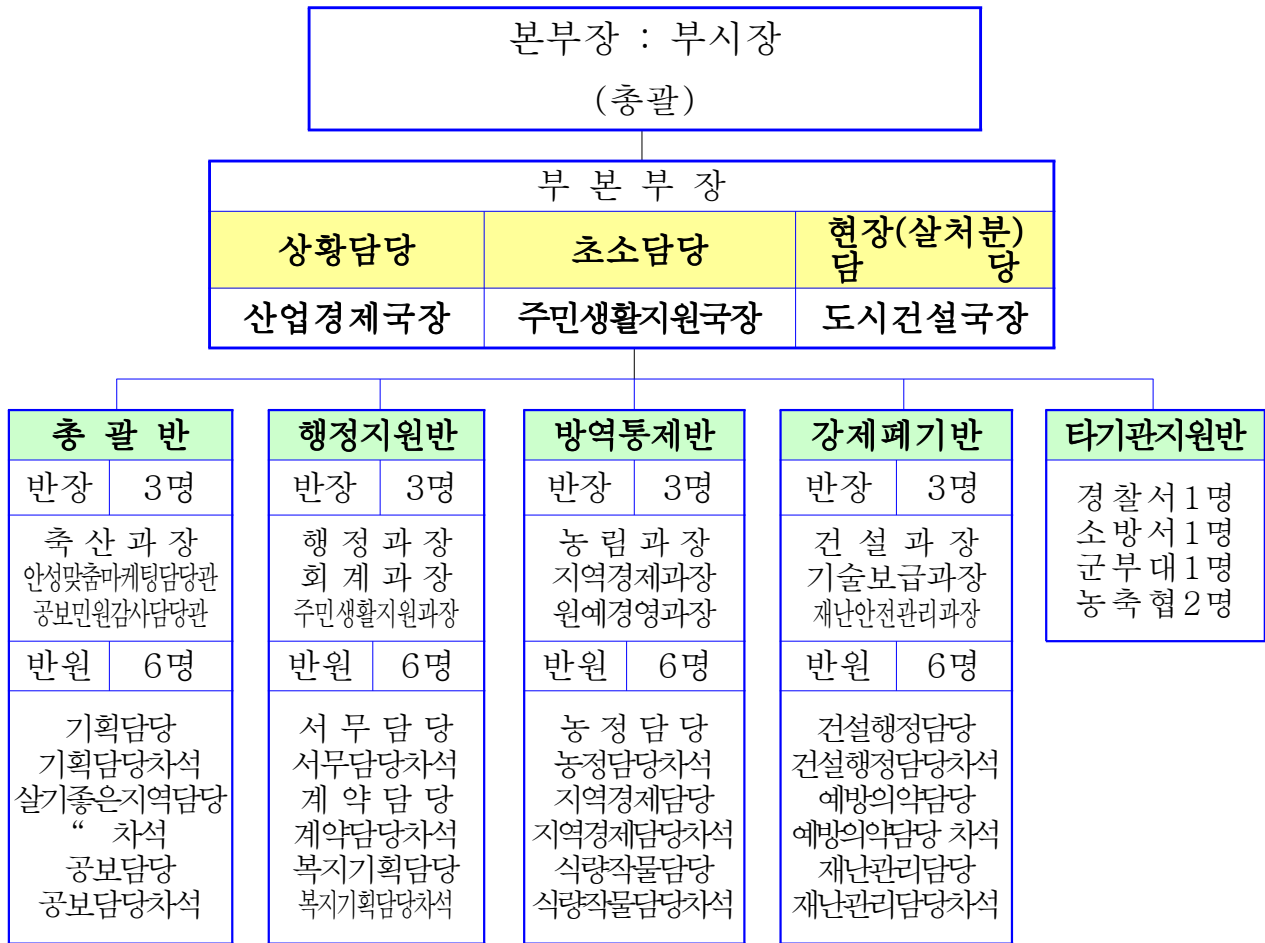 본부장 : 부시장
(총괄)
부 본 부 장
상황담당
초소담당
현장(살처분)
담 당
산업경제국장
주민생활지원국장
도시건설국장
총 괄 반
반장 3명
축 산 과 장
안성맞춤마케팅담당관
공보민원감사담당관
반원 6명
기획담당
기획담당차석
살기좋은지역담당
“ 차석
공보담당
공보담당차석
행정지원반
반장 3명
행 정 과 장
회 계 과 장
주민생활지원과장
반원 6명
서 무 담 당
서무담당차석
계 약 담 당
계약담당차석
복지기획담당
복지기획담당차석
방역통제반
반장 3명
농 림 과 장
지역경제과장
원예경영과장
반원 6명
농 정 담 당
농정담당차석
지역경제담당
지역경제담당차석
식량작물담당
식량작물담당차석
강제폐기반
반장 3명
건 설 과 장
기술보급과장
재난안전관리과장
반원 6명
건설행정담당
건설행정담당차석
예방의약담당
예방의약담당 차석
재난관리담당
재난관리담당차석
타기관지원반
경찰서1명
소방서1명
군부대1명
농축협2명